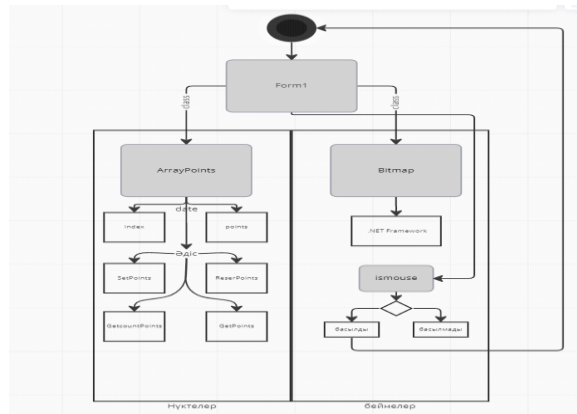 Form1
class
class
ArrayPoints
Bitmap
date
index
points
.NET Framework
Әдіс
SetPoints
ReserPoints
ismouse
GetcountPoints
GetPoints
басылды
басылмады
Нүктелер
бейнелер